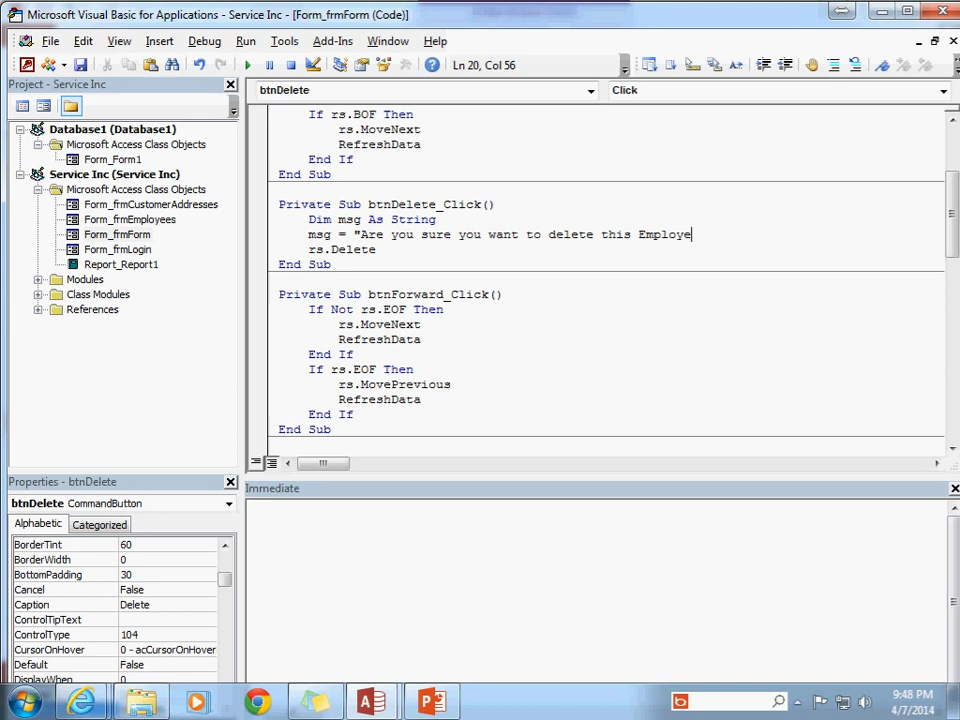 Microsoft Visual Basic for Applications - Service Inc - [Form_frmForm (Code)]
File Edit View Insert Debug Run Tools Add-Ins Window Help
Ln 20, Col 56
Project - Service Inc
btnDelete
Click
Database1 (Database1)
Microsoft Access Class Objects
Form_Form1
Service Inc (Service Inc)
Microsoft Access Class Objects
Form_frmCustomerAddresses
Form_frmEmployees
Form_frmForm
Form_frmLogin
Report_Report1
Modules
Class Modules
References
If rs.BOF Then
rs.MoveNext
RefreshData
End If
End Sub
Private Sub btnDelete_Click()
Dim msg As String
msg = "Are you sure you want to delete this Employe
rs.Delete
End Sub
Private Sub btnForward_Click()
If Not rs.EOF Then
rs.MoveNext
RefreshData
End If
If rs.EOF Then
rs.MovePrevious
RefreshData
End If
End Sub
Properties - btnDelete
btnDelete CommandButton
Alphabetic Categorized
BorderTint 60
BorderWidth 0
BottomPadding 30
Cancel False
Caption Delete
ControlTipText
ControlType 104
CursorOnHover 0 - acCursorOnHover
Default False
DisplayWhen 0
Immediate
9:48 PM
4/7/2014